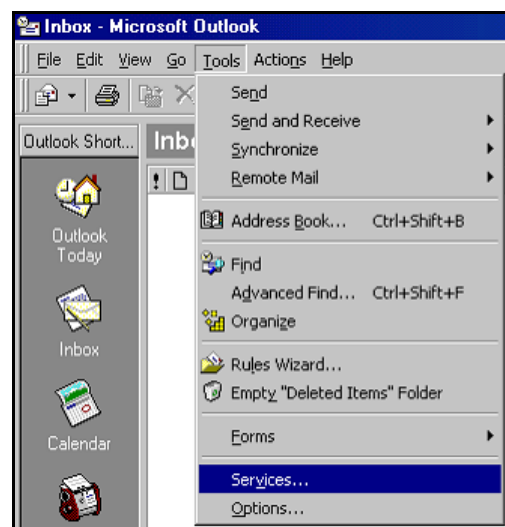 Inbox - Microsoft Outlook
File Edit View Go Tools Actions Help
Outlook Short...
Outlook
Today
Inbox
Calendar
Send
Send and Receive
Synchronize
Remote Mail
Address Book... Ctrl+Shift+B
Find
Advanced Find... Ctrl+Shift+F
Organize
Rules Wizard...
Empty "Deleted Items" Folder
Forms
Services...
Options...